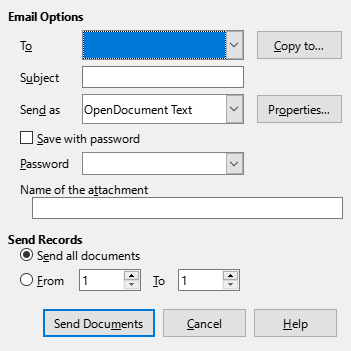 Email Options
To
Copy to...
Subject
Send as OpenDocument Text Properties...
Save with password
Password
Name of the attachment
Send Records
Send all documents
From 1 To 1
Send Documents Cancel Help